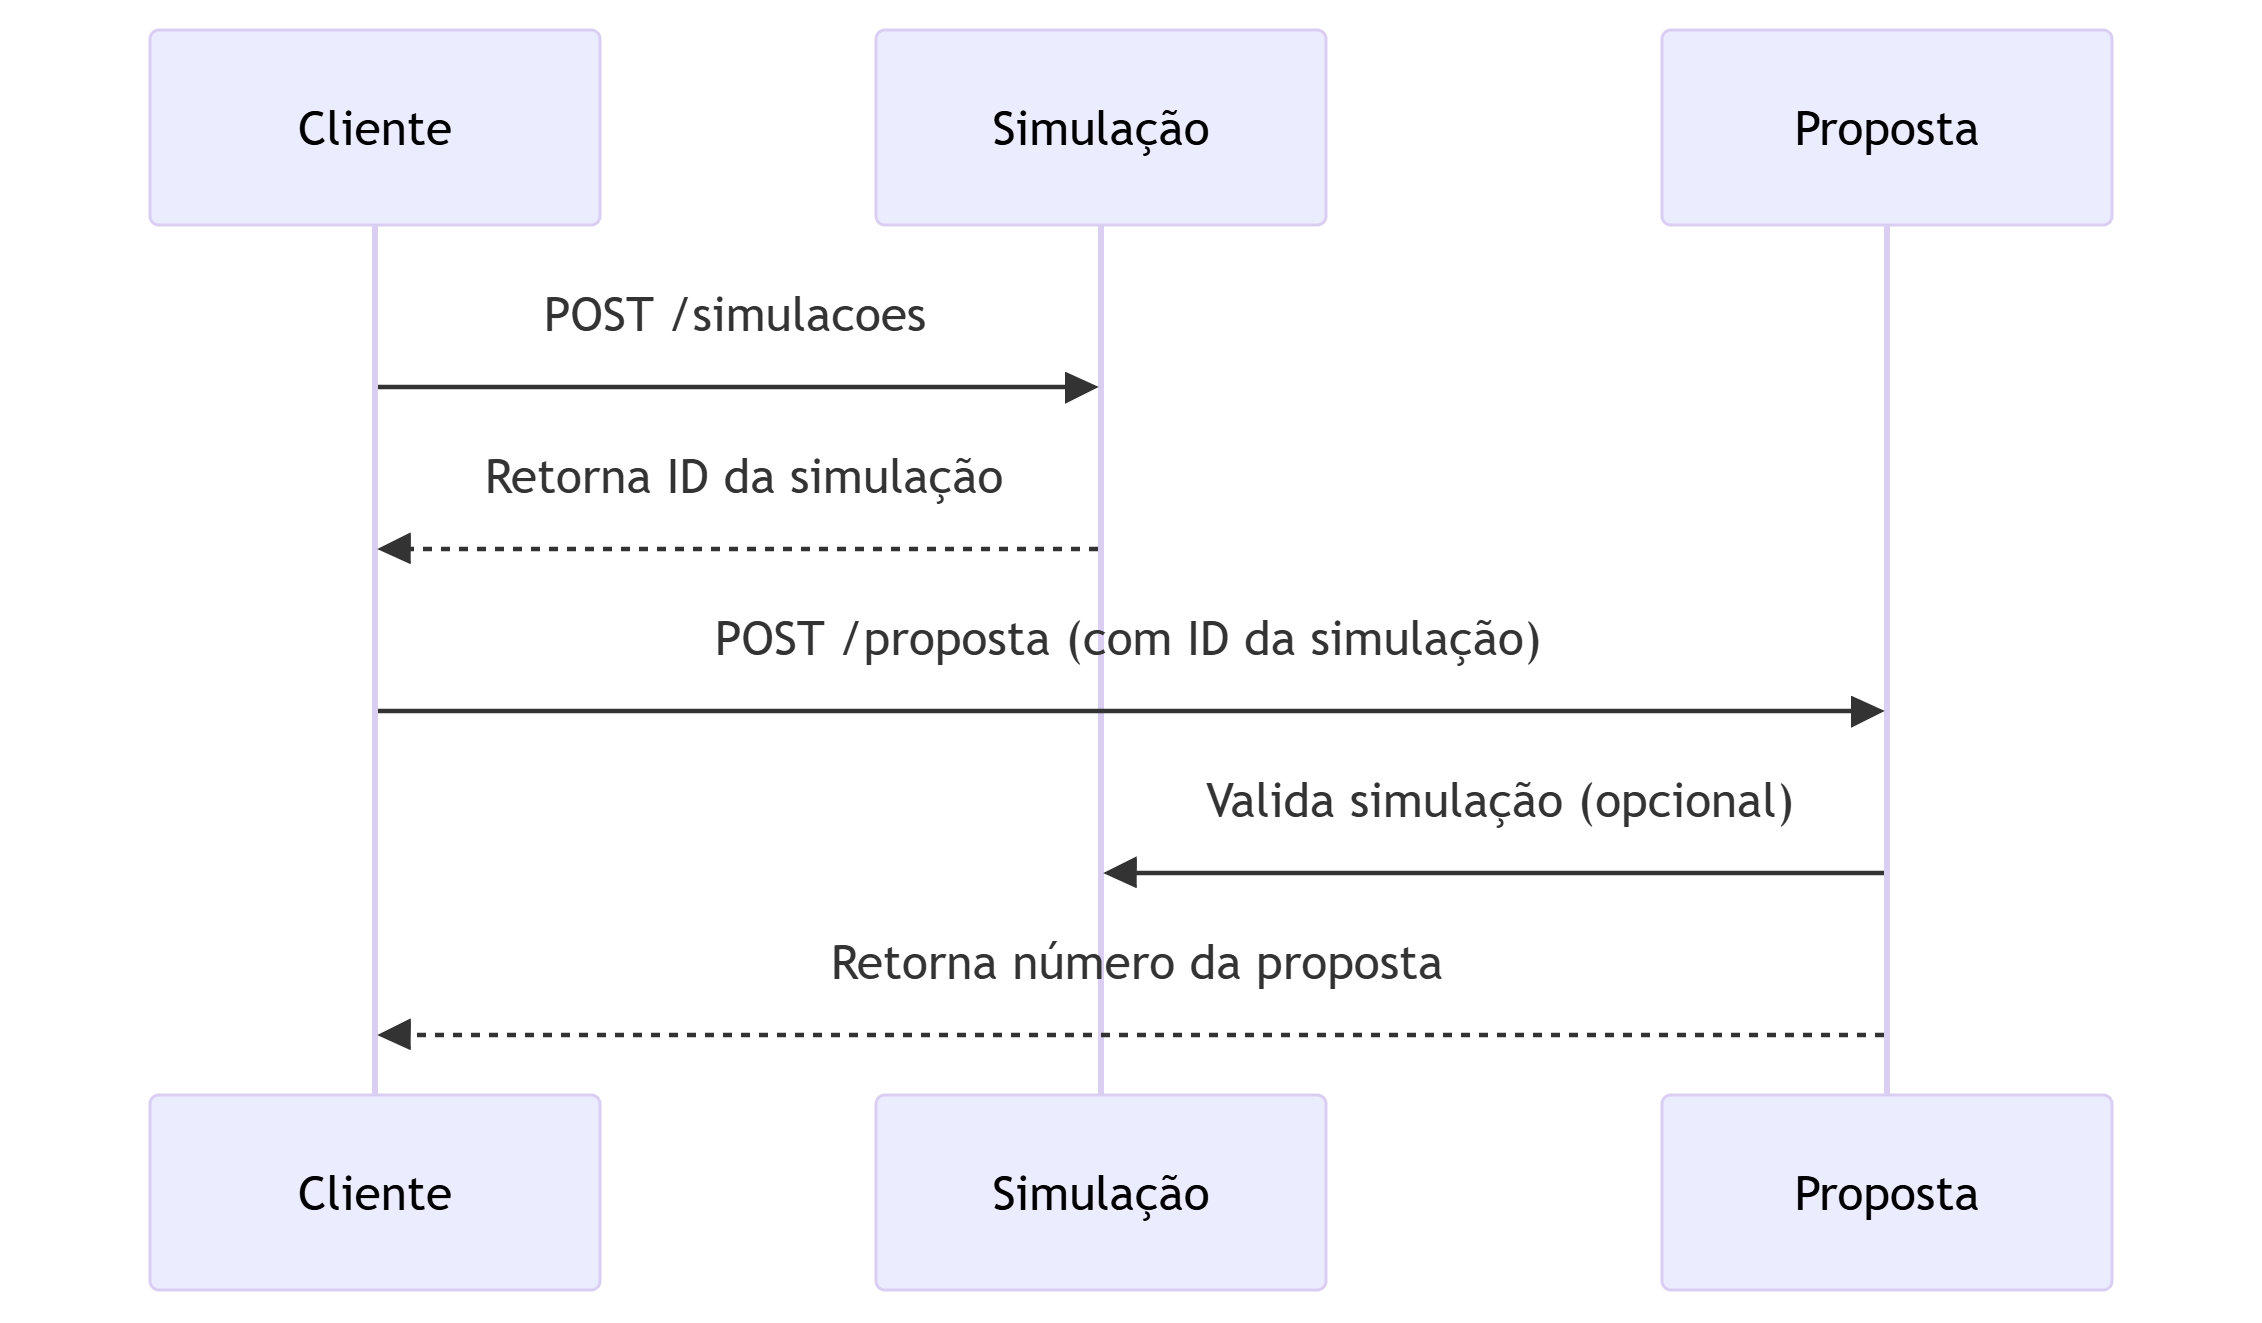 Cliente
Simulação
Proposta
POST /simulacoes
Retorna ID da simulação
POST /proposta (com ID da simulação)
Valida simulação (opcional)
Retorna número da proposta
Cliente
Simulação
Proposta